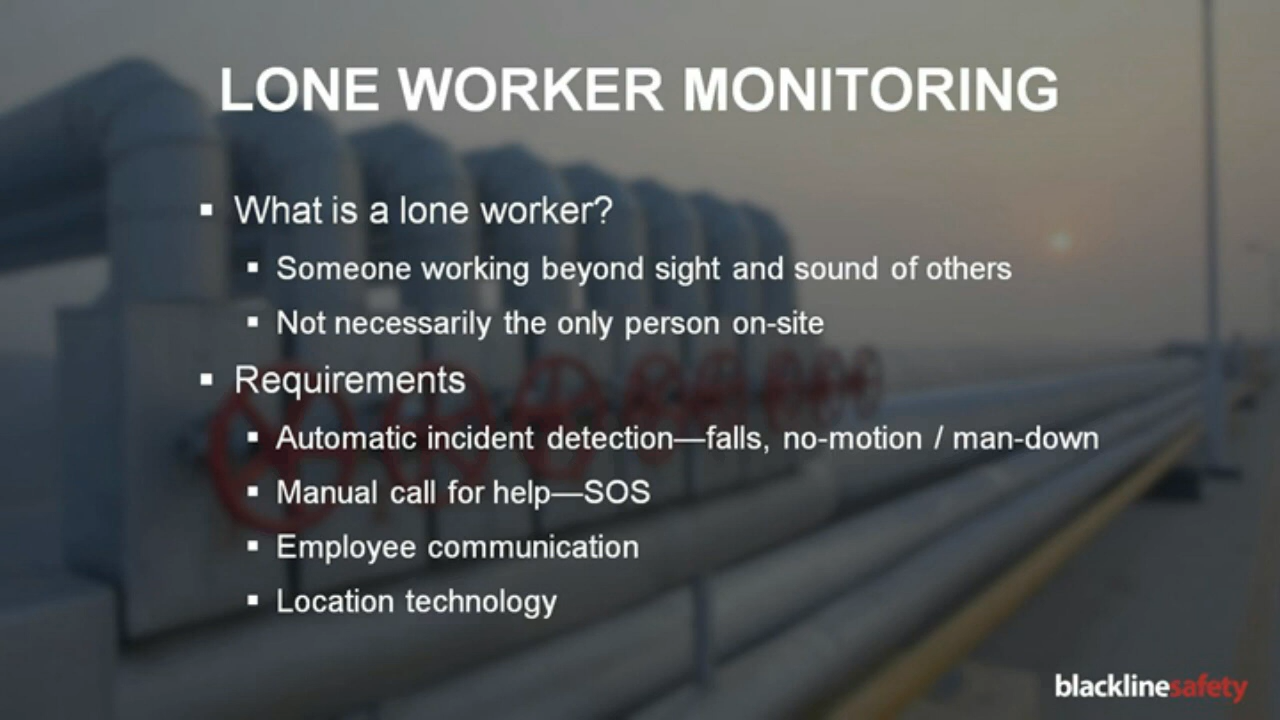 LONE WORKER MONITORING
▪ What is a lone worker?
▪ Someone working beyond sight and sound of others
▪ Not necessarily the only person on-site
▪ Requirements
▪ Automatic incident detection—falls, no-motion / man-down
▪ Manual call for help—SOS
▪ Employee communication
▪ Location technology
blacklinesafety